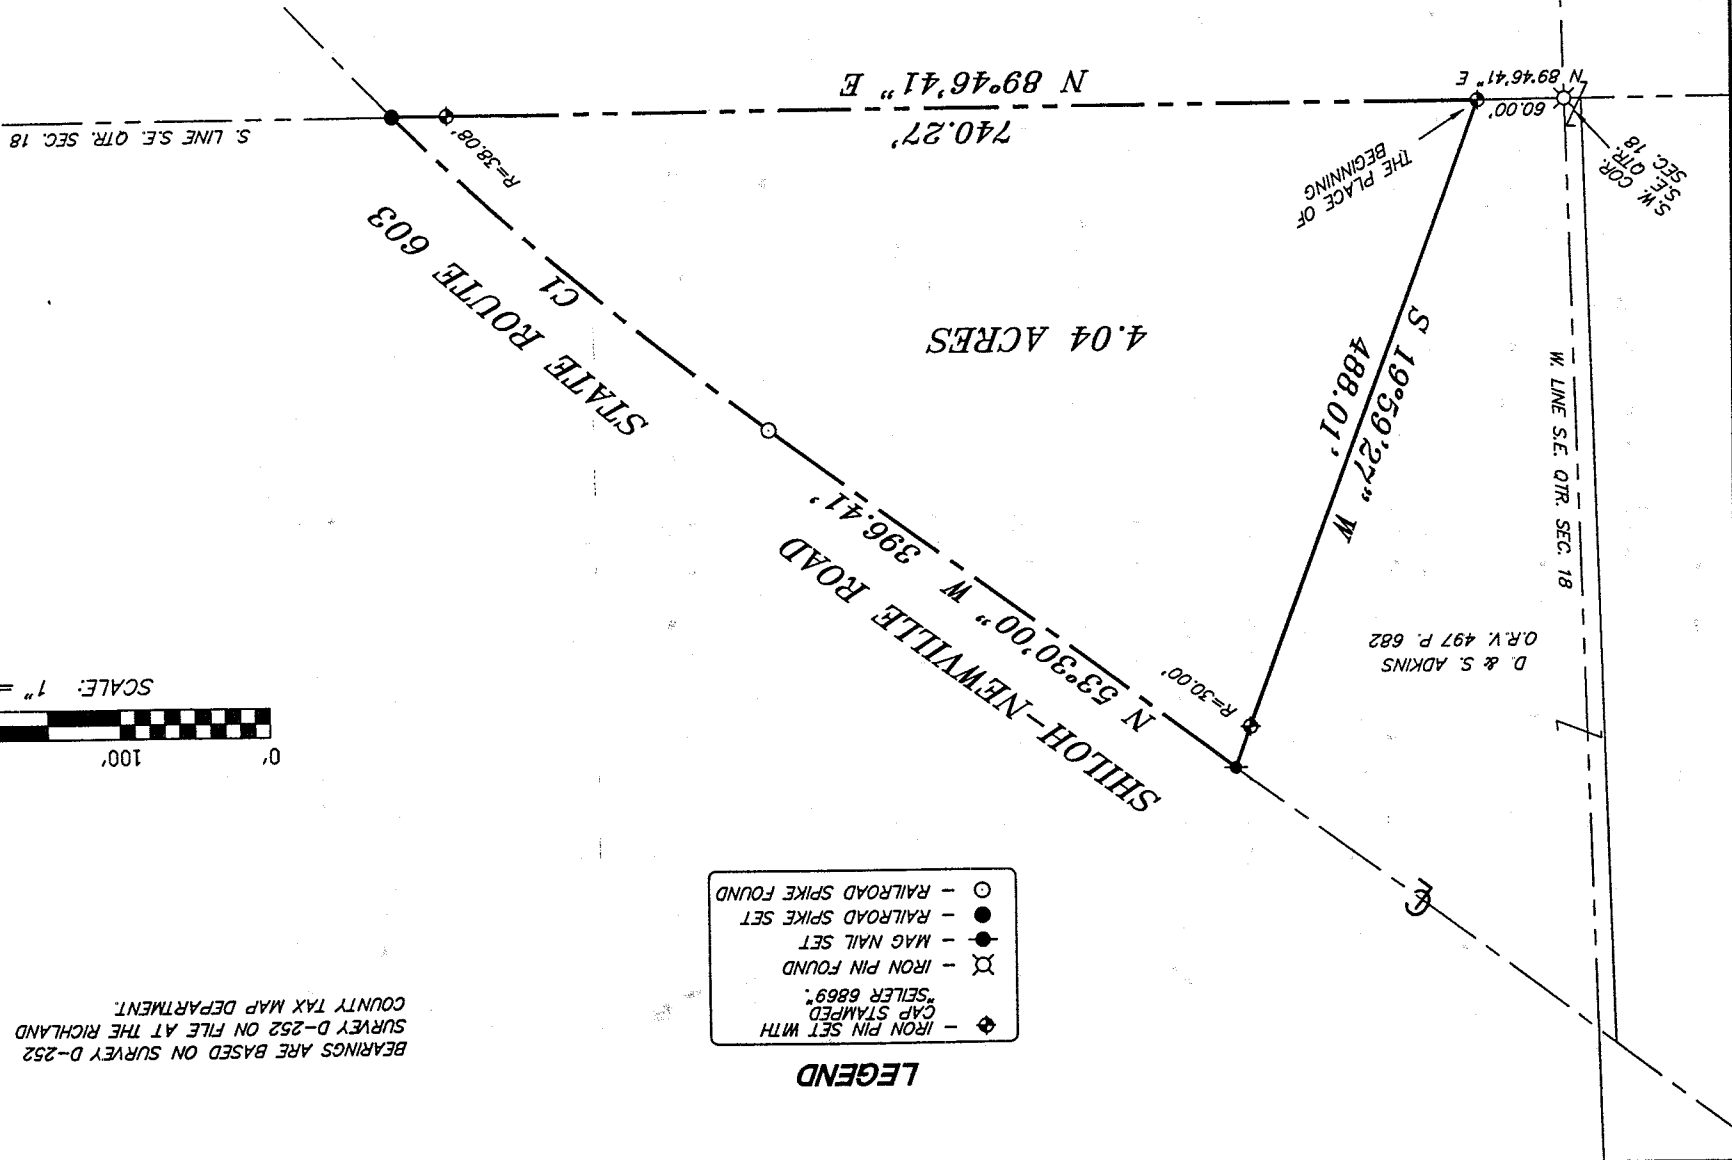 BEARINGS ARE BASED ON SURVEY D-252
SURVEY D-252 ON FILE AT THE RICHLAND
COUNTY TAX MAP DEPARTMENT.
LEGEND
- IRON PIN SET WITH
CAP STAMPED
"SEILER 6869".
- IRON PIN FOUND
- MAG NAIL SET
- RAILROAD SPIKE SET
- RAILROAD SPIKE FOUND
0'
100'
SCALE: 1" =
SHILOH-NEWVILLE ROAD
N 53°30'00" W 396.41'
R=30.00'
D. & S. ADKINS
O.R.V. 497 P. 682
W. LINE S.E. QTR. SEC. 18
S 19°59'27" W
488.01'
4.04 ACRES
STATE ROUTE 603
C1
R=38.08'
THE PLACE OF
BEGINNING
S.W. COR.
S.E. QTR.
SEC. 18
60.00'
N 89°46'41" E
740.27'
N 89°46'41" E
S. LINE S.E. QTR. SEC. 18